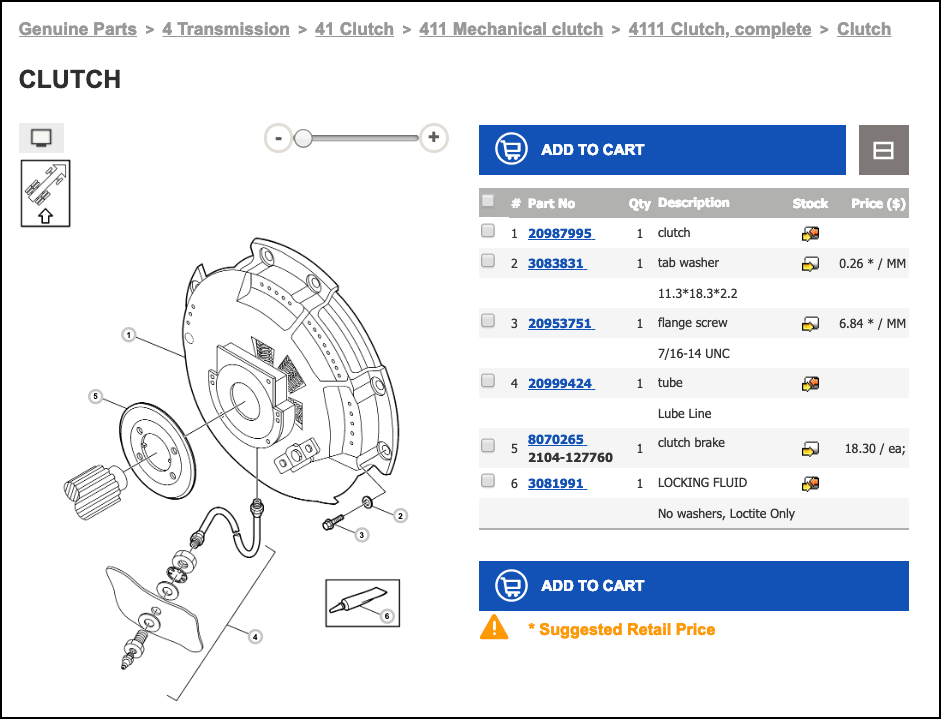 Genuine Parts > 4 Transmission > 41 Clutch > 411 Mechanical clutch > 4111 Clutch, complete > Clutch
CLUTCH
- +
ADD TO CART
# Part No Qty Description Stock Price ($)
1 20987995 1 clutch
2 3083831 1 tab washer 0.26 * / MM
11.3*18.3*2.2
3 20953751 1 flange screw 6.84 * / MM
7/16-14 UNC
4 20999424 1 tube
Lube Line
5 8070265 1 clutch brake 18.30 / ea;
2104-127760
6 3081991 1 LOCKING FLUID
No washers, Loctite Only
ADD TO CART
* Suggested Retail Price
1
5
2
3
6
4